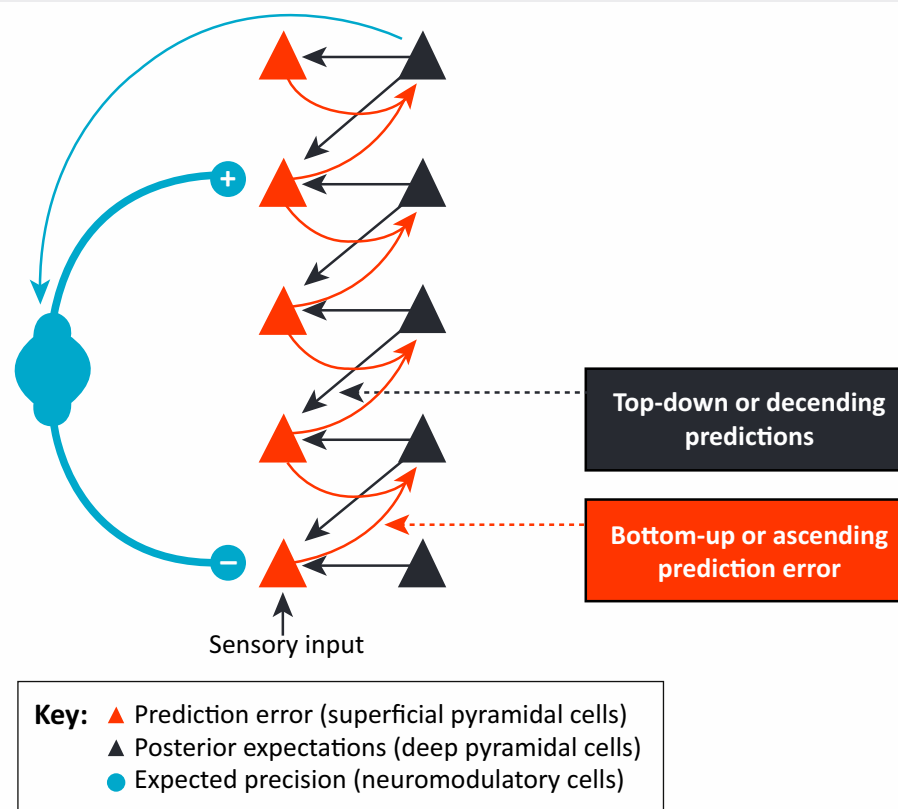 +
Top-down or decending
predictions
Bottom-up or ascending
prediction error
−
Sensory input
Key: Prediction error (superficial pyramidal cells)
Posterior expectations (deep pyramidal cells)
Expected precision (neuromodulatory cells)